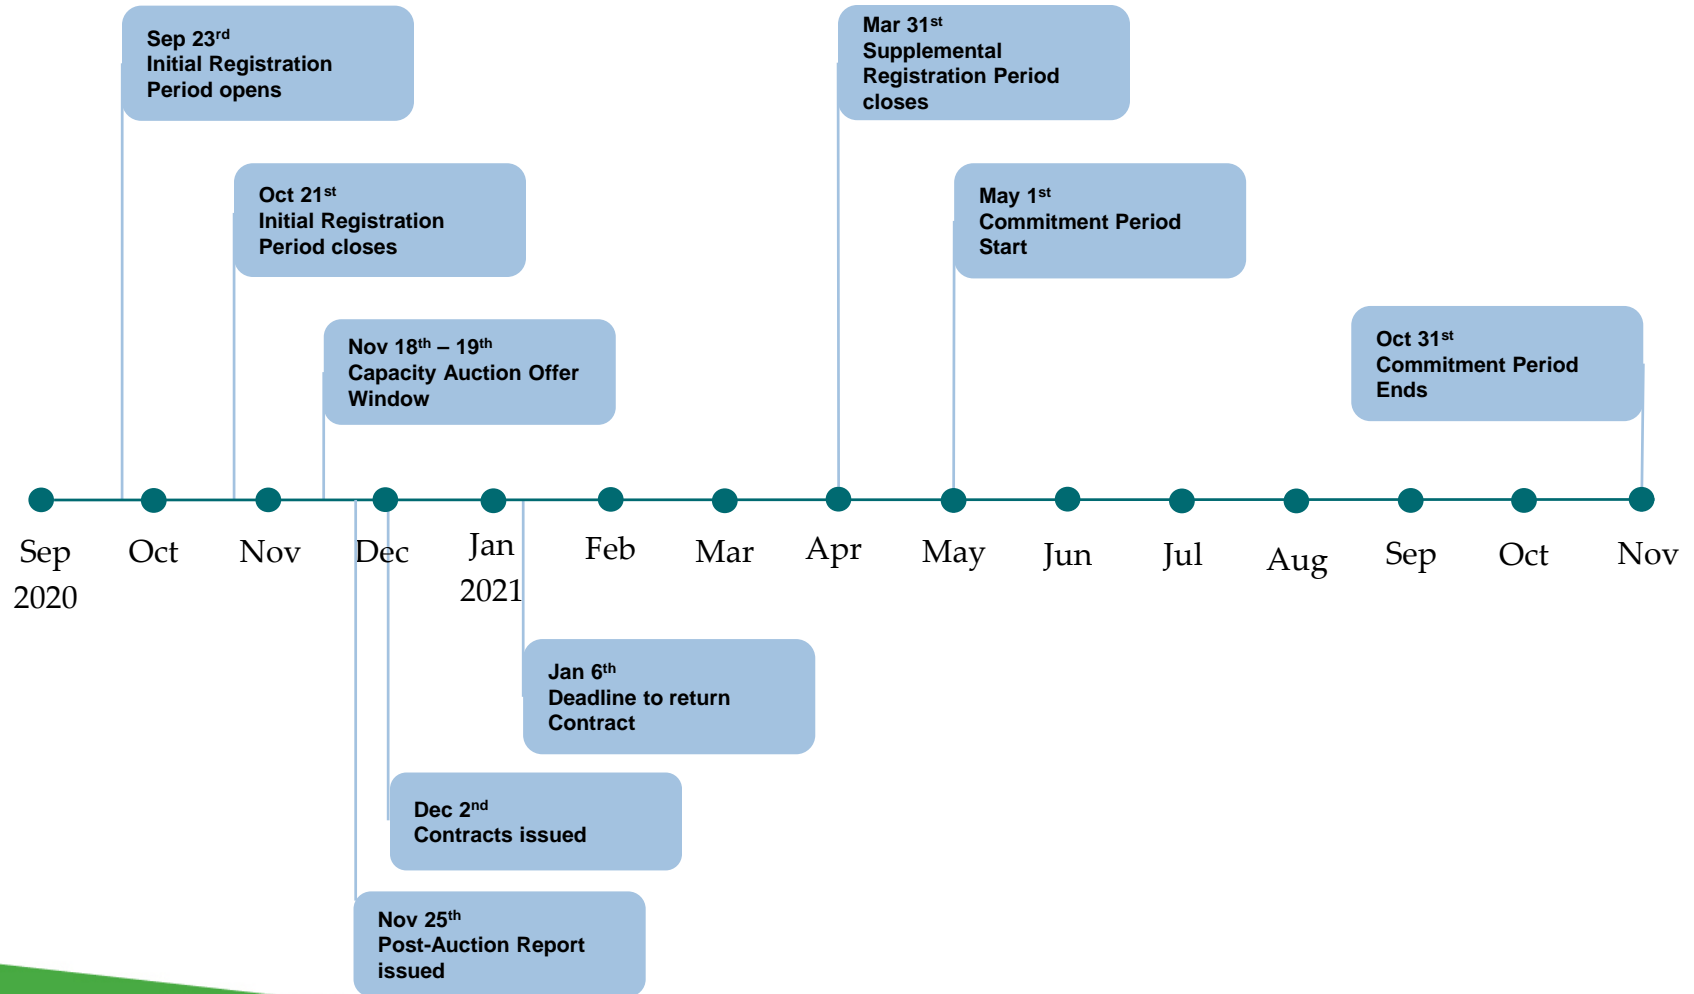 Sep 23rd
Initial Registration
Period opens
Mar 31st
Supplemental
Registration Period
closes
Oct 21st
Initial Registration
Period closes
May 1st
Commitment Period
Start
Nov 18th – 19th
Capacity Auction Offer
Window
Oct 31st
Commitment Period
Ends
Sep
2020
Oct
Nov
Dec
Jan
2021
Feb
Mar
Apr
May
Jun
Jul
Aug
Sep
Oct
Nov
Jan 6th
Deadline to return
Contract
Dec 2nd
Contracts issued
Nov 25th
Post-Auction Report
issued